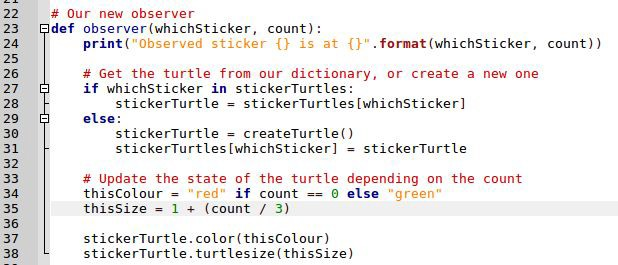 22 # Our new observer
23 def observer(whichSticker, count):
24     print("Observed sticker {} is at {}".format(whichSticker, count))
25
26     # Get the turtle from our dictionary, or create a new one
27     if whichSticker in stickerTurtles:
28         stickerTurtle = stickerTurtles[whichSticker]
29     else:
30         stickerTurtle = createTurtle()
31         stickerTurtles[whichSticker] = stickerTurtle
32
33     # Update the state of the turtle depending on the count
34     thisColour = "red" if count == 0 else "green"
35     thisSize = 1 + (count / 3)
36
37     stickerTurtle.color(thisColour)
38     stickerTurtle.turtlesize(thisSize)